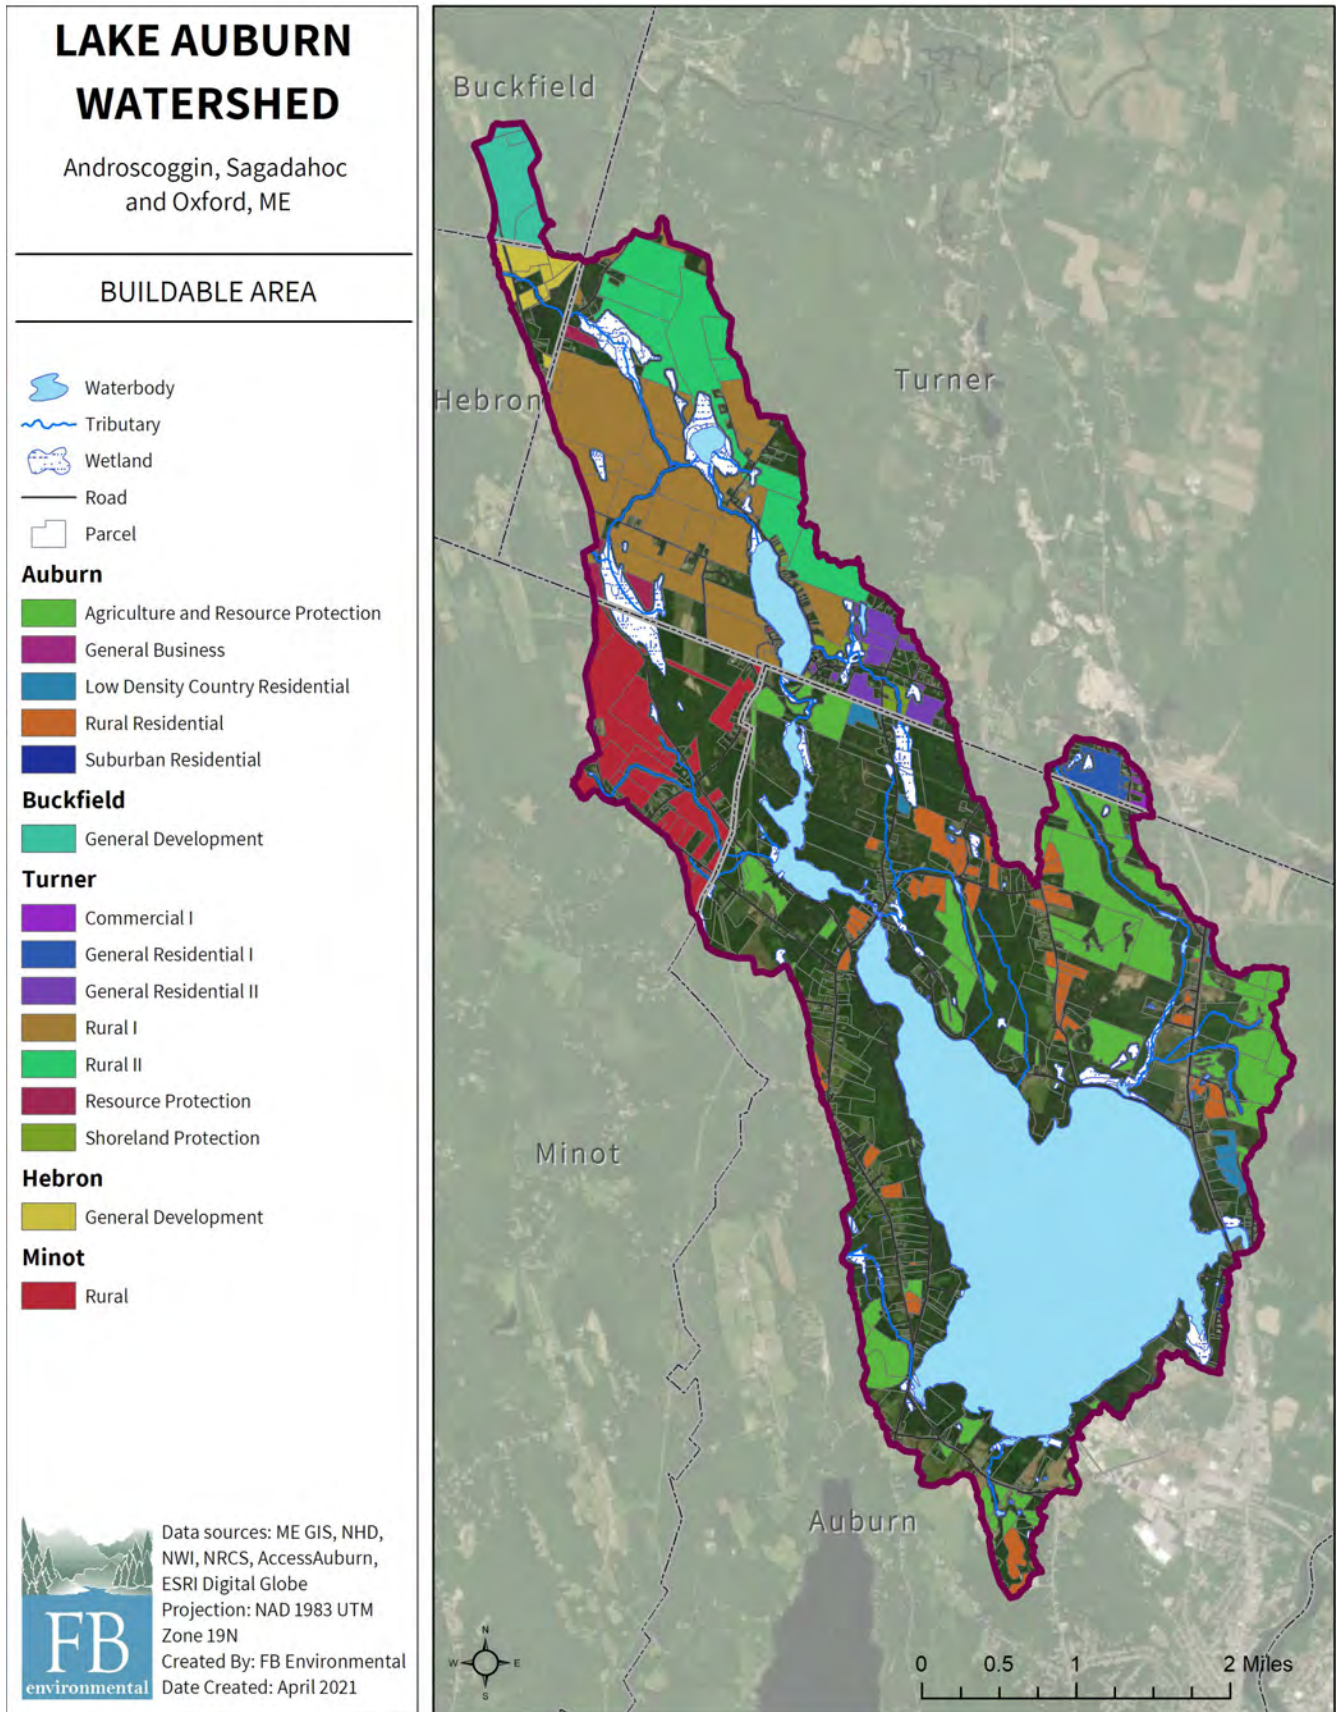 LAKE AUBURN
WATERSHED
Androscoggin, Sagadahoc
and Oxford, ME
BUILDABLE AREA
Waterbody
Tributary
Wetland
Road
Parcel
Auburn
Agriculture and Resource Protection
General Business
Low Density Country Residential
Rural Residential
Suburban Residential
Buckfield
General Development
Turner
Commercial I
General Residential I
General Residential II
Rural I
Rural II
Resource Protection
Shoreland Protection
Hebron
General Development
Minot
Rural
FB
environmental
Data sources: ME GIS, NHD,
NWI, NRCS, AccessAuburn,
ESRI Digital Globe
Projection: NAD 1983 UTM
Zone 19N
Created By: FB Environmental
Date Created: April 2021
Buckfield
Turner
Hebron
Minot
Auburn
N
W E
S
0 0.5 1 2 Miles